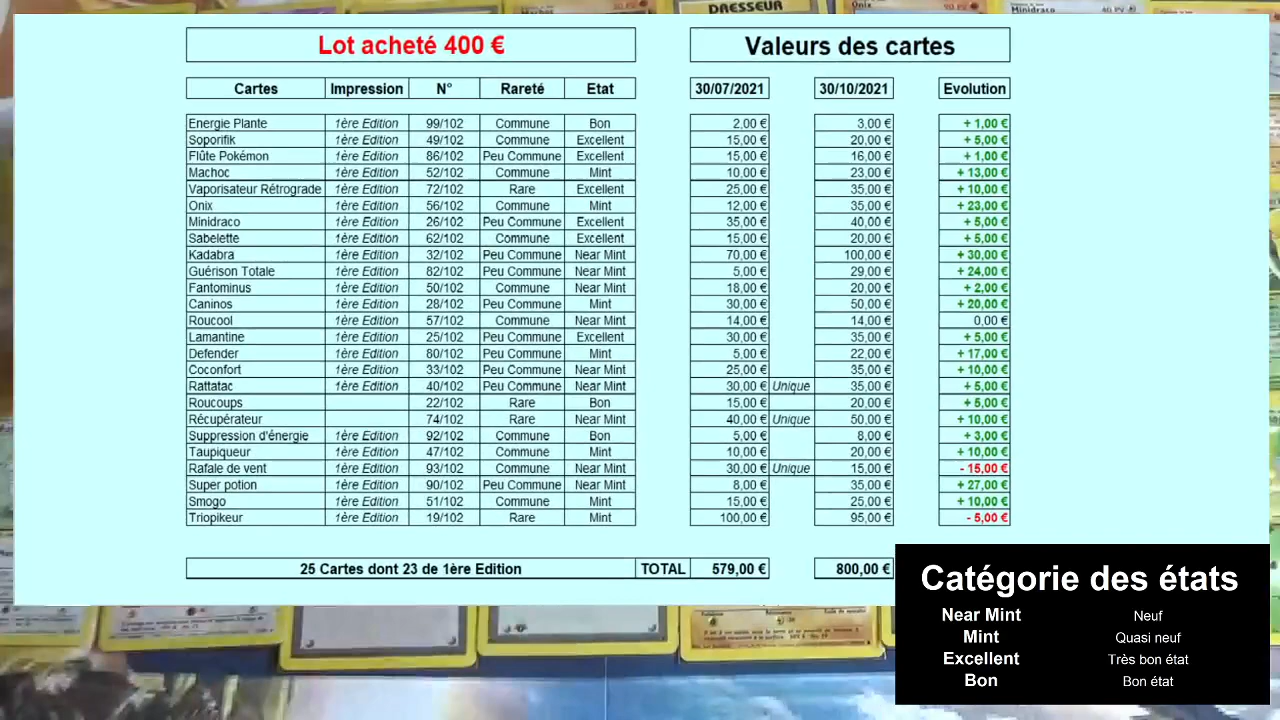 DRESSEUR
Onix
Minidraco
Lot acheté 400 € Valeurs des cartes
Cartes Impression N° Rareté Etat 30/07/2021 30/10/2021 Evolution
Energie Plante 1ère Edition 99/102 Commune Bon 2,00 € 3,00 € + 1,00 €
Soporifik 1ère Edition 49/102 Commune Excellent 15,00 € 20,00 € + 5,00 €
Flûte Pokémon 1ère Edition 86/102 Peu Commune Excellent 15,00 € 16,00 € + 1,00 €
Machoc 1ère Edition 52/102 Commune Mint 10,00 € 23,00 € + 13,00 €
Vaporisateur Rétrograde 1ère Edition 72/102 Rare Excellent 25,00 € 35,00 € + 10,00 €
Onix 1ère Edition 56/102 Commune Mint 12,00 € 35,00 € + 23,00 €
Minidraco 1ère Edition 26/102 Peu Commune Excellent 35,00 € 40,00 € + 5,00 €
Sabelette 1ère Edition 62/102 Commune Excellent 15,00 € 20,00 € + 5,00 €
Kadabra 1ère Edition 32/102 Peu Commune Near Mint 70,00 € 100,00 € + 30,00 €
Guérison Totale 1ère Edition 82/102 Peu Commune Near Mint 5,00 € 29,00 € + 24,00 €
Fantominus 1ère Edition 50/102 Commune Near Mint 18,00 € 20,00 € + 2,00 €
Caninos 1ère Edition 28/102 Peu Commune Mint 30,00 € 50,00 € + 20,00 €
Roucool 1ère Edition 57/102 Commune Near Mint 14,00 € 14,00 € 0,00 €
Lamantine 1ère Edition 25/102 Peu Commune Excellent 30,00 € 35,00 € + 5,00 €
Defender 1ère Edition 80/102 Peu Commune Mint 5,00 € 22,00 € + 17,00 €
Coconfort 1ère Edition 33/102 Peu Commune Near Mint 25,00 € 35,00 € + 10,00 €
Rattatac 1ère Edition 40/102 Peu Commune Near Mint 30,00 € Unique 35,00 € + 5,00 €
Roucoups 22/102 Rare Bon 15,00 € 20,00 € + 5,00 €
Récupérateur 74/102 Rare Near Mint 40,00 € Unique 50,00 € + 10,00 €
Suppression d'énergie 1ère Edition 92/102 Commune Bon 5,00 € 8,00 € + 3,00 €
Taupiqueur 1ère Edition 47/102 Commune Mint 10,00 € 20,00 € + 10,00 €
Rafale de vent 1ère Edition 93/102 Commune Near Mint 30,00 € Unique 15,00 € - 15,00 €
Super potion 1ère Edition 90/102 Peu Commune Near Mint 8,00 € 35,00 € + 27,00 €
Smogo 1ère Edition 51/102 Commune Mint 15,00 € 25,00 € + 10,00 €
Triopikeur 1ère Edition 19/102 Rare Mint 100,00 € 95,00 € - 5,00 €
25 Cartes dont 23 de 1ère Edition TOTAL 579,00 € 800,00 €
Catégorie des états
Near Mint Neuf
Mint Quasi neuf
Excellent Très bon état
Bon Bon état